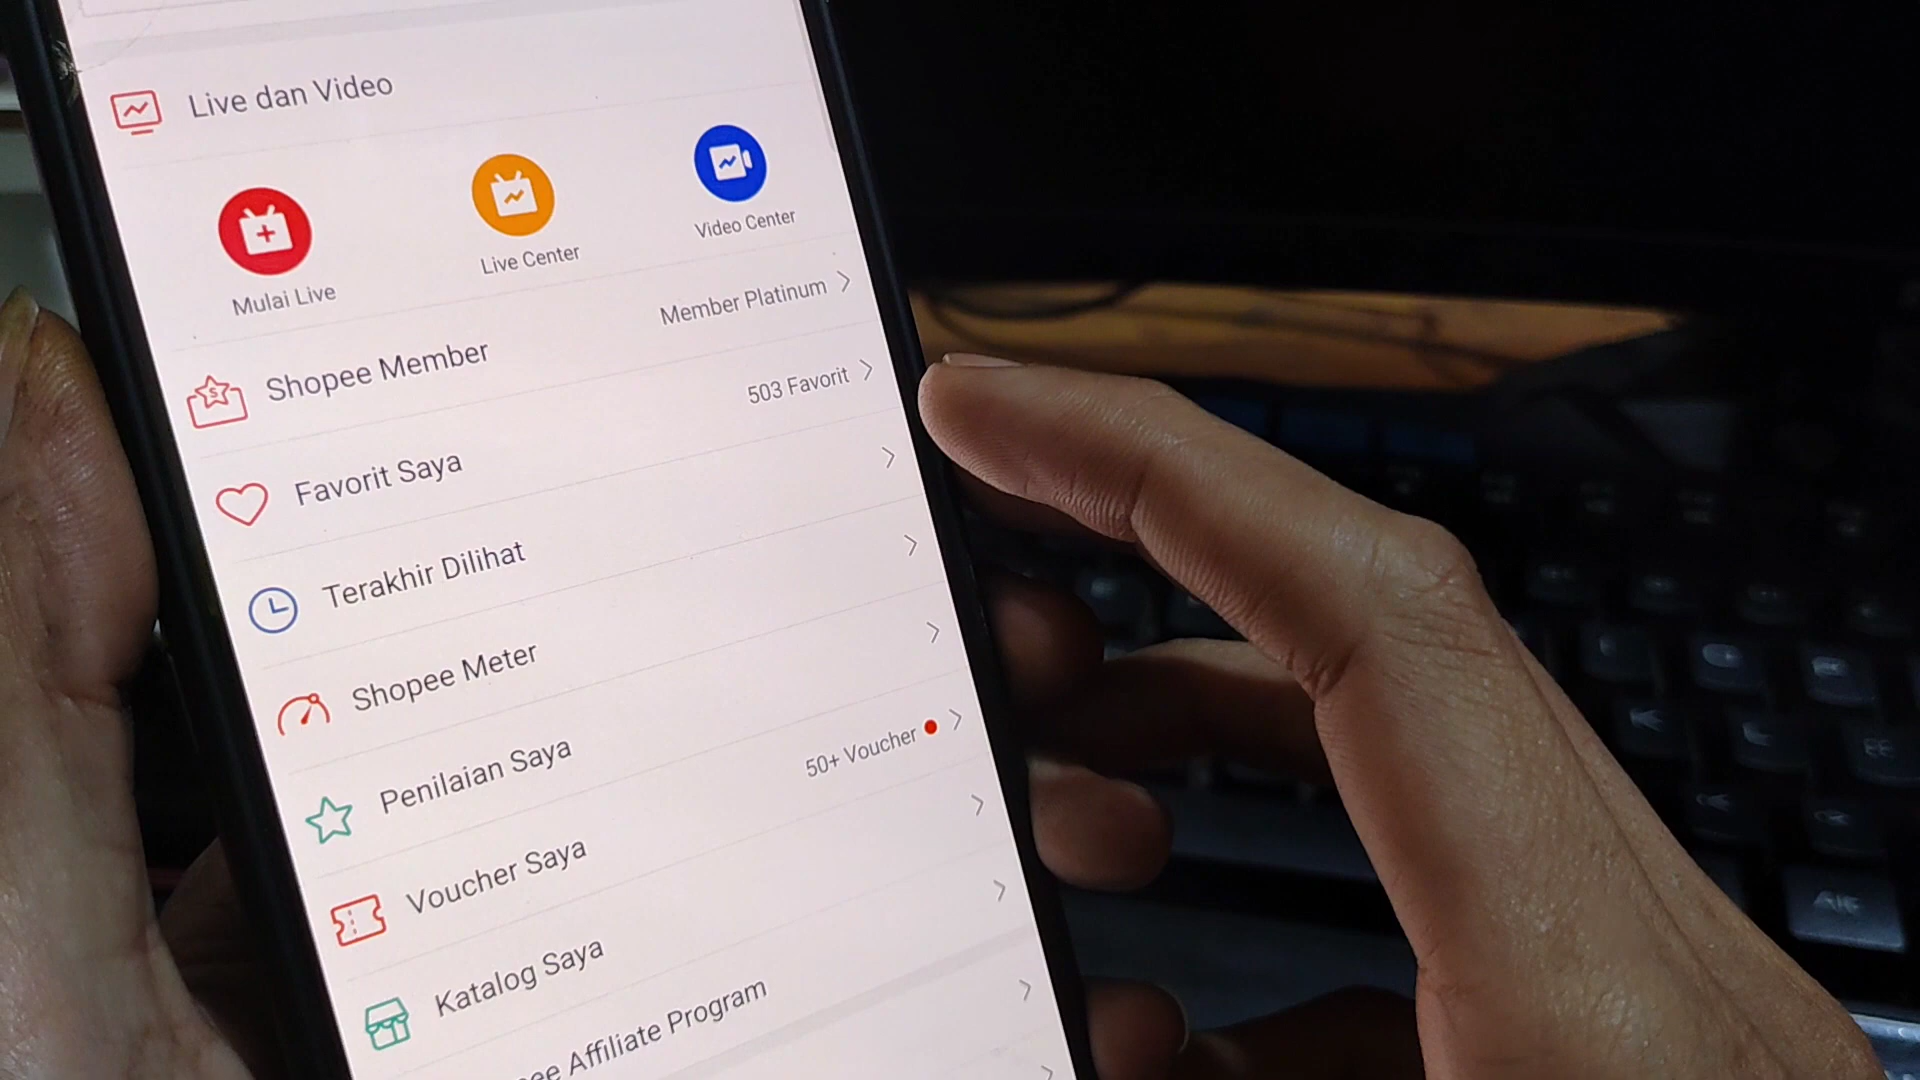 Live dan Video
Mulai Live
Live Center
Video Center
Shopee Member
Member Platinum
Favorit Saya
503 Favorit
Terakhir Dilihat
Shopee Meter
Penilaian Saya
Voucher Saya
50+ Voucher
Katalog Saya
Affiliate Program